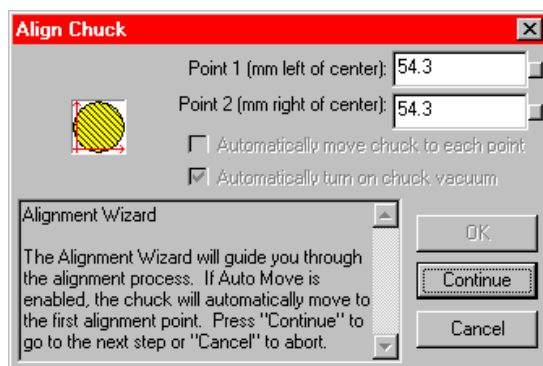 Align Chuck
Point 1 (mm left of center): 54.3
Point 2 (mm right of center): 54.3
Automatically move chuck to each point
Automatically turn on chuck vacuum
Alignment Wizard
The Alignment Wizard will guide you through
the alignment process. If Auto Move is
enabled, the chuck will automatically move to
the first alignment point. Press "Continue" to
go to the next step or "Cancel" to abort.
OK
Continue
Cancel